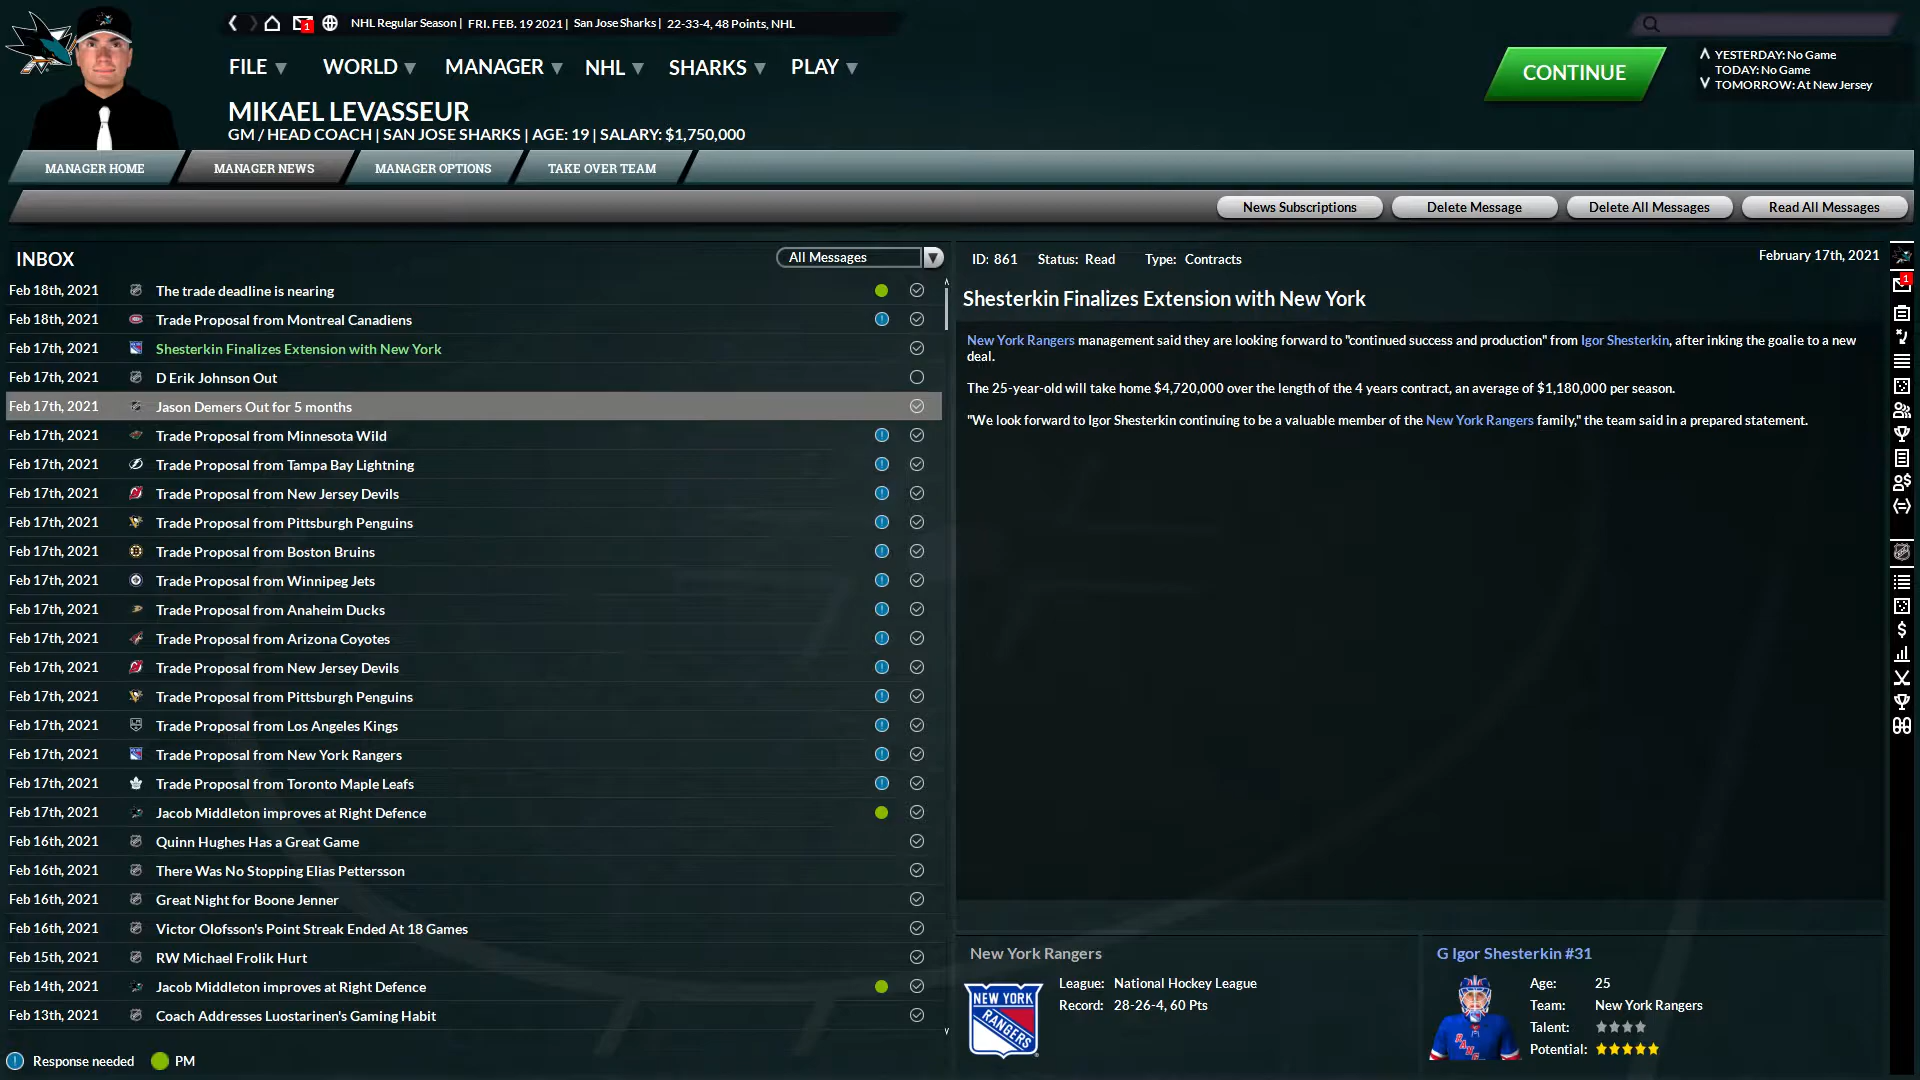 NHL Regular Season | FRI. FEB. 19 2021 | San Jose Sharks | 22-33-4, 48 Points, NHL
1
FILE WORLD MANAGER NHL SHARKS PLAY
CONTINUE
YESTERDAY: No Game
TODAY: No Game
TOMORROW: At New Jersey
MIKAEL LEVASSEUR
GM / HEAD COACH | SAN JOSE SHARKS | AGE: 19 | SALARY: $1,750,000
MANAGER HOME MANAGER NEWS MANAGER OPTIONS TAKE OVER TEAM
News Subscriptions Delete Message Delete All Messages Read All Messages
INBOX All Messages
Feb 18th, 2021 The trade deadline is nearing
Feb 18th, 2021 Trade Proposal from Montreal Canadiens
Feb 17th, 2021 Shesterkin Finalizes Extension with New York
Feb 17th, 2021 D Erik Johnson Out
Feb 17th, 2021 Jason Demers Out for 5 months
Feb 17th, 2021 Trade Proposal from Minnesota Wild
Feb 17th, 2021 Trade Proposal from Tampa Bay Lightning
Feb 17th, 2021 Trade Proposal from New Jersey Devils
Feb 17th, 2021 Trade Proposal from Pittsburgh Penguins
Feb 17th, 2021 Trade Proposal from Boston Bruins
Feb 17th, 2021 Trade Proposal from Winnipeg Jets
Feb 17th, 2021 Trade Proposal from Anaheim Ducks
Feb 17th, 2021 Trade Proposal from Arizona Coyotes
Feb 17th, 2021 Trade Proposal from New Jersey Devils
Feb 17th, 2021 Trade Proposal from Pittsburgh Penguins
Feb 17th, 2021 Trade Proposal from Los Angeles Kings
Feb 17th, 2021 Trade Proposal from New York Rangers
Feb 17th, 2021 Trade Proposal from Toronto Maple Leafs
Feb 17th, 2021 Jacob Middleton improves at Right Defence
Feb 16th, 2021 Quinn Hughes Has a Great Game
Feb 16th, 2021 There Was No Stopping Elias Pettersson
Feb 16th, 2021 Great Night for Boone Jenner
Feb 16th, 2021 Victor Olofsson's Point Streak Ended At 18 Games
Feb 15th, 2021 RW Michael Frolik Hurt
Feb 14th, 2021 Jacob Middleton improves at Right Defence
Feb 13th, 2021 Coach Addresses Luostarinen's Gaming Habit
Response needed PM
ID: 861 Status: Read Type: Contracts February 17th, 2021
1
Shesterkin Finalizes Extension with New York
New York Rangers management said they are looking forward to "continued success and production" from Igor Shesterkin, after inking the goalie to a new
deal.
The 25-year-old will take home $4,720,000 over the length of the 4 years contract, an average of $1,180,000 per season.
"We look forward to Igor Shesterkin continuing to be a valuable member of the New York Rangers family," the team said in a prepared statement.
New York Rangers
NEW YORK
RANGERS
League: National Hockey League
Record: 28-26-4, 60 Pts
G Igor Shesterkin #31
Age: 25
Team: New York Rangers
Talent:
Potential: